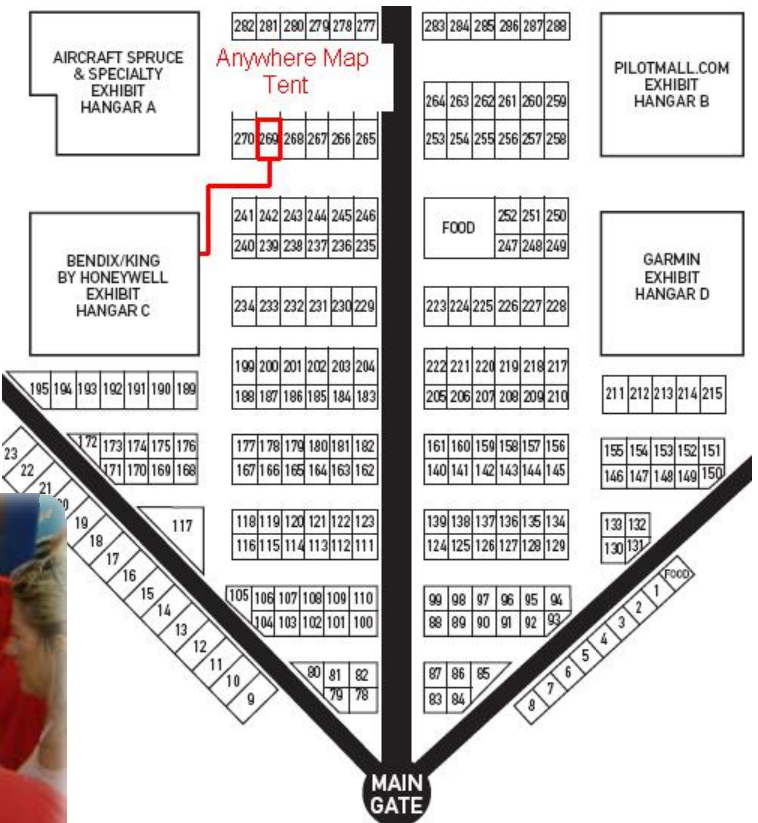 282 281 280 279 278 277
283 284 285 286 287 288
AIRCRAFT SPRUCE
& SPECIALTY
EXHIBIT
HANGAR A
Anywhere Map
Tent
PILOTMALL.COM
EXHIBIT
HANGAR B
264 263 262 261 260 259
270 269 268 267 266 265
253 254 255 256 257 258
241 242 243 244 245 246
240 239 238 237 236 235
FOOD
252 251 250
247 248 249
BENDIX/KING
BY HONEYWELL
EXHIBIT
HANGAR C
GARMIN
EXHIBIT
HANGAR D
234 233 232 231 230 229
223 224 225 226 227 228
199 200 201 202 203 204
188 187 186 185 184 183
222 221 220 219 218 217
205 206 207 208 209 210
195 194 193 192 191 190 189
211 212 213 214 215
172 173 174 175 176
171 170 169 168
177 178 179 180 181 182
167 166 165 164 163 162
161 160 159 158 157 156
140 141 142 143 144 145
155 154 153 152 151
146 147 148 149 150
23
22
21
20
19
18
17
16
15
14
13
12
11
10
9
117
118 119 120 121 122 123
116 115 114 113 112 111
139 138 137 136 135 134
124 125 126 127 128 129
133 132
130 131
105 106 107 108 109 110
104 103 102 101 100
99 98 97 96 95 94
88 89 90 91 92 93
FOOD
1
2
3
4
5
6
7
8
80 81 82
79 78
87 86 85
83 84
MAIN
GATE